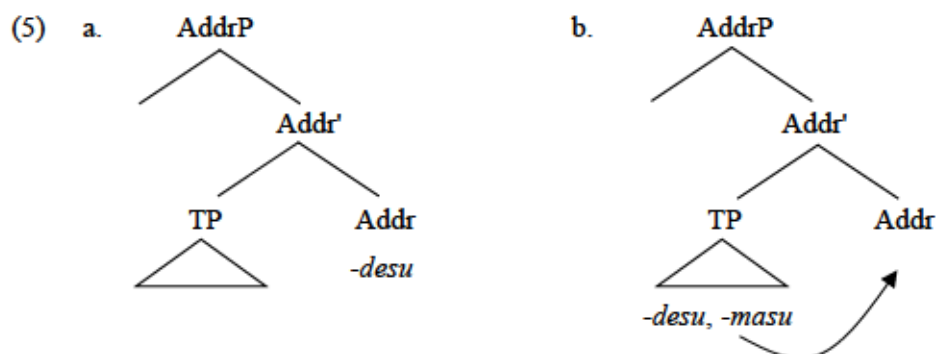 (5) a. AddrP b. AddrP
Addr' Addr'
TP Addr TP Addr
-desu
-desu, -masu